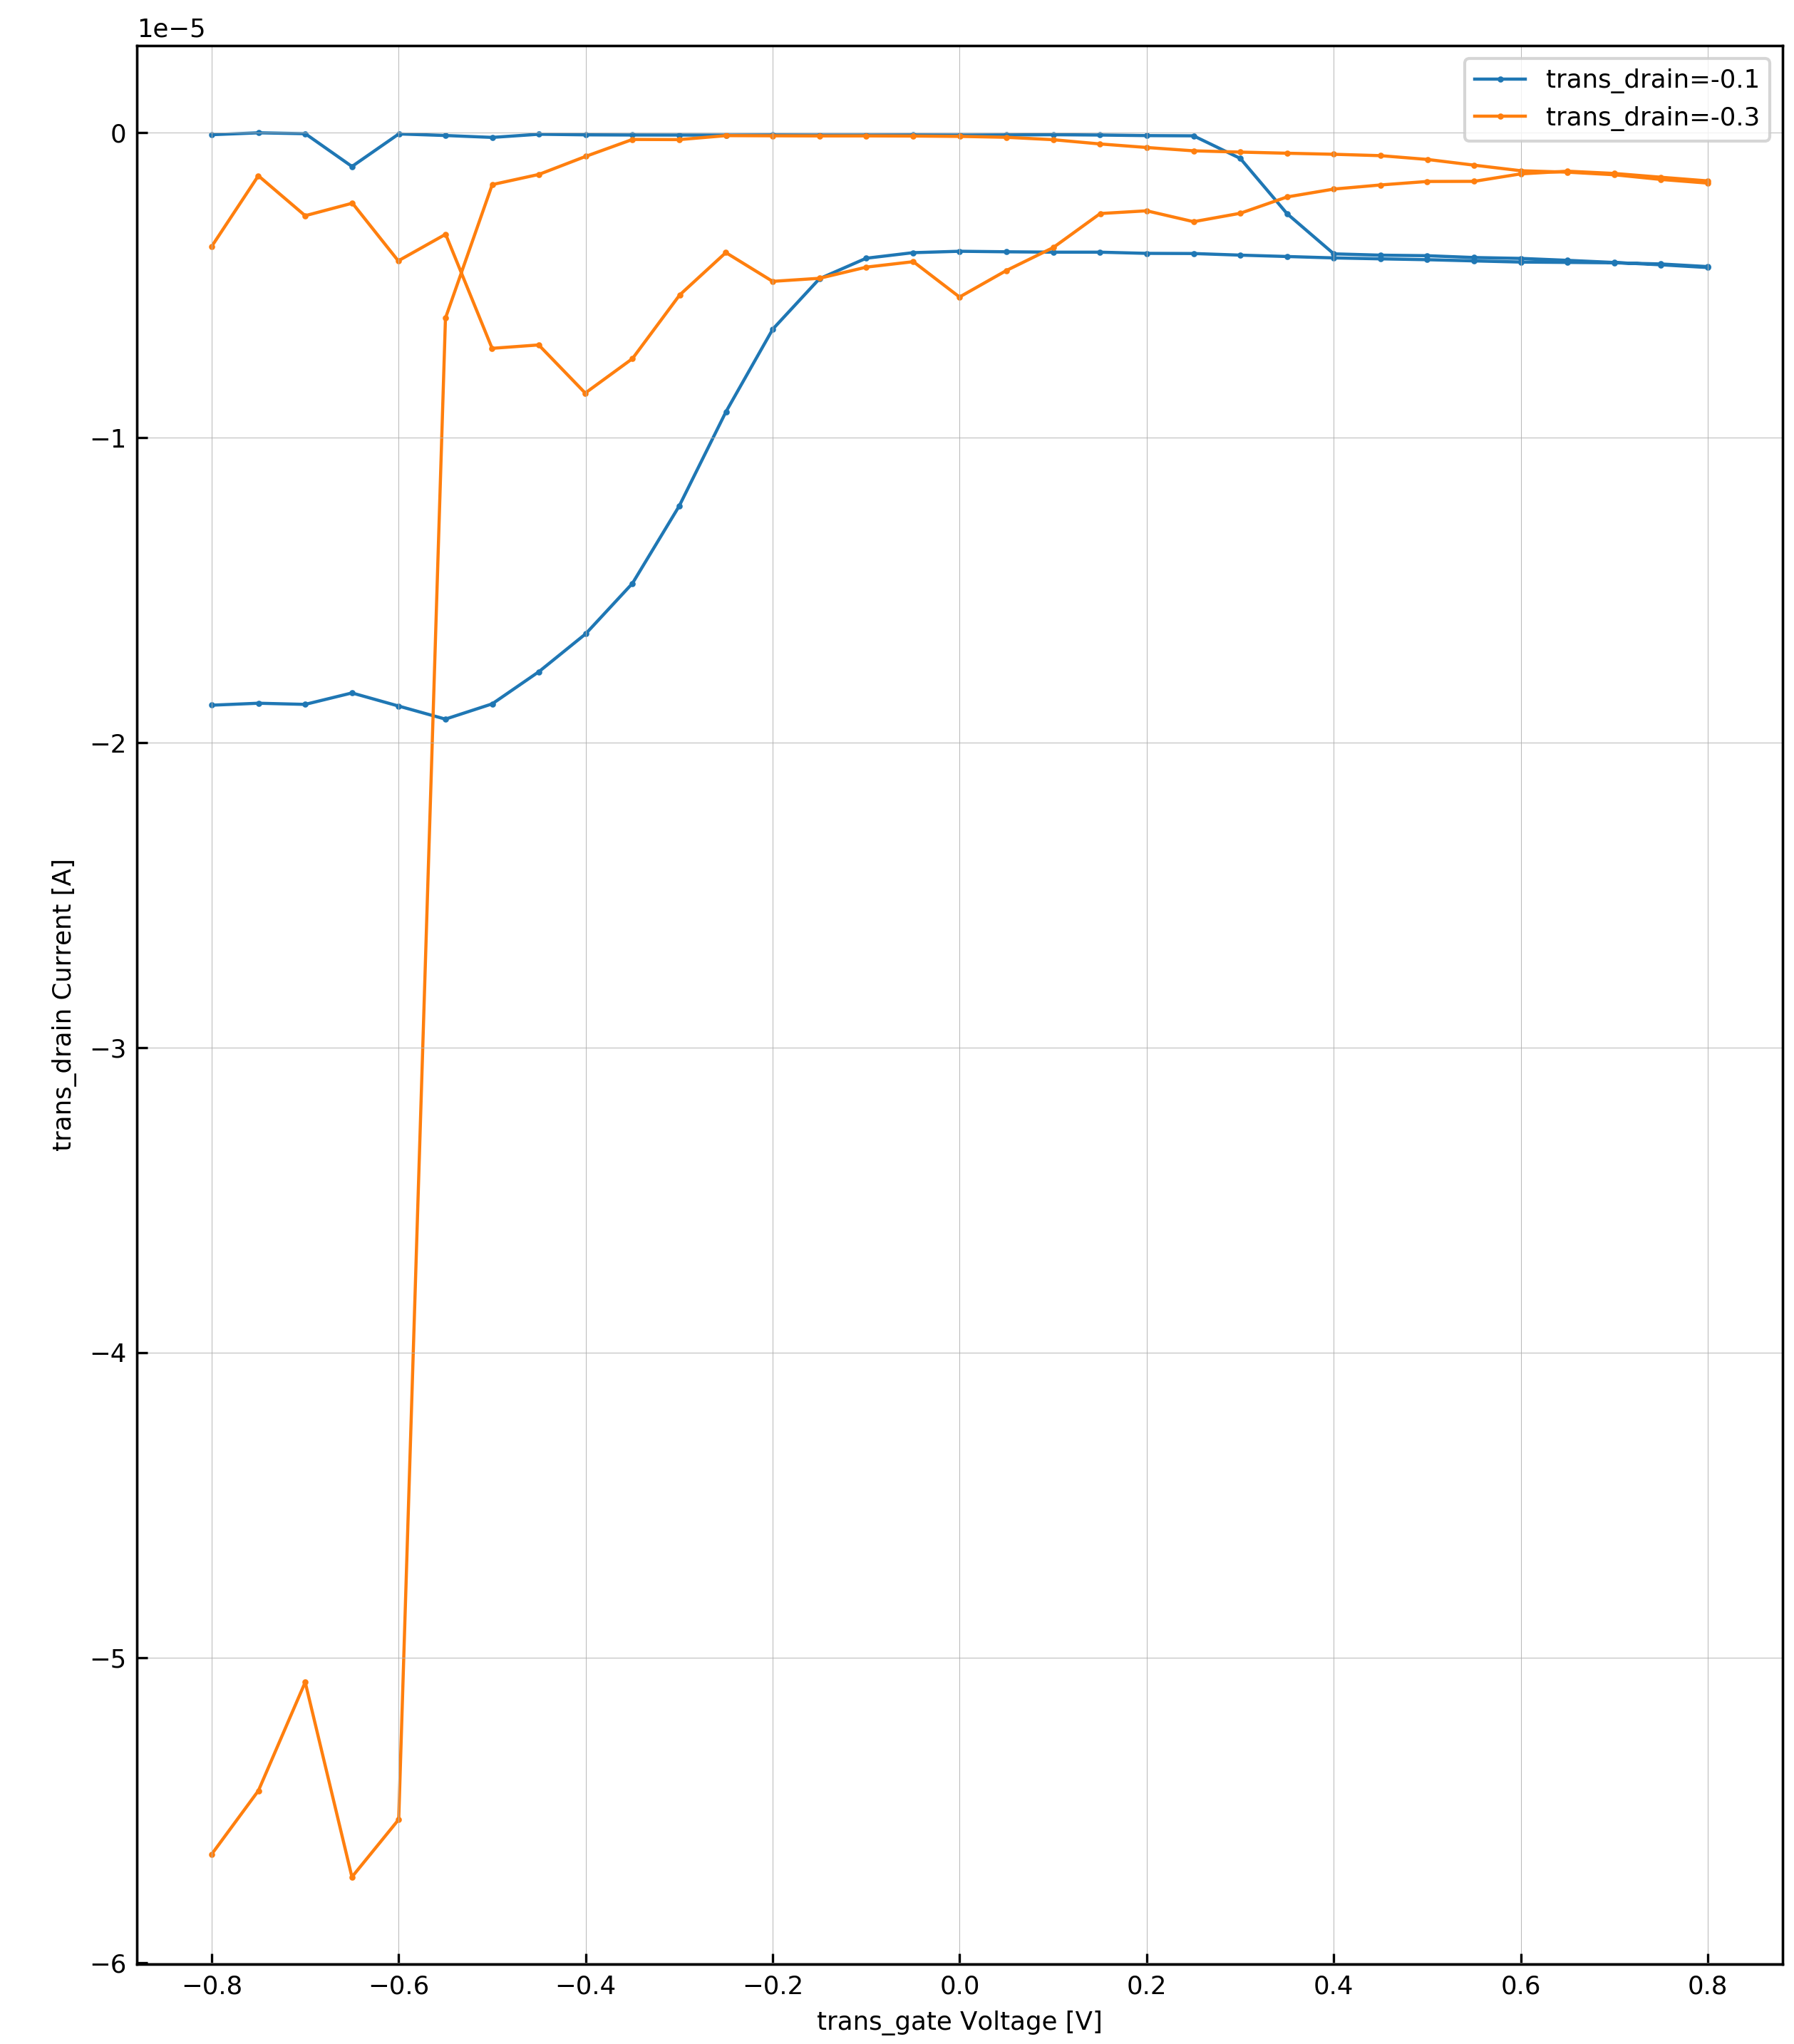 1e−5
trans_drain=-0.1
trans_drain=-0.3
0
−1
−2
−3
−4
−5
−6
trans_drain Current [A]
−0.8 −0.6 −0.4 −0.2 0.0 0.2 0.4 0.6 0.8
trans_gate Voltage [V]